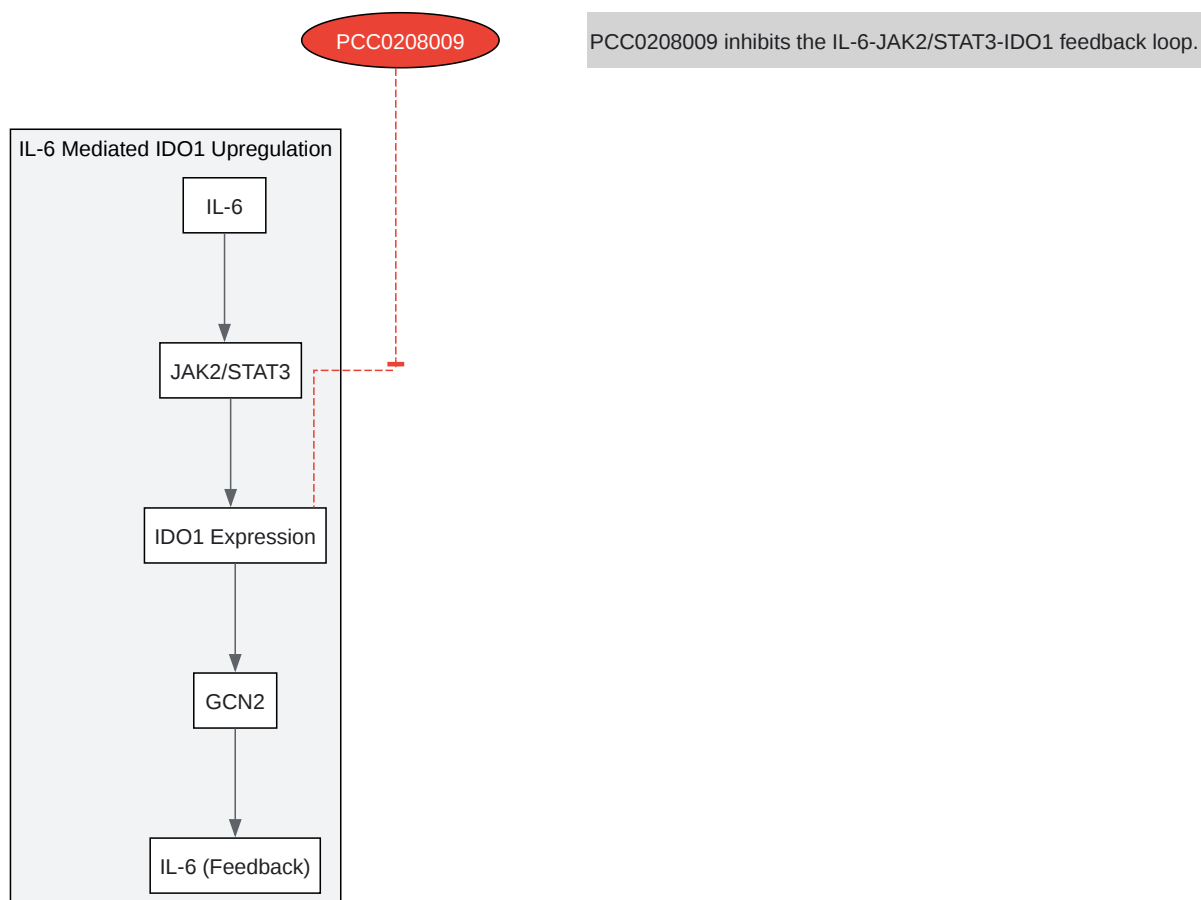 PCC0208009
PCC0208009 inhibits the IL-6-JAK2/STAT3-IDO1 feedback loop.
IL-6 Mediated IDO1 Upregulation
IL-6
JAK2/STAT3
IDO1 Expression
GCN2
IL-6 (Feedback)